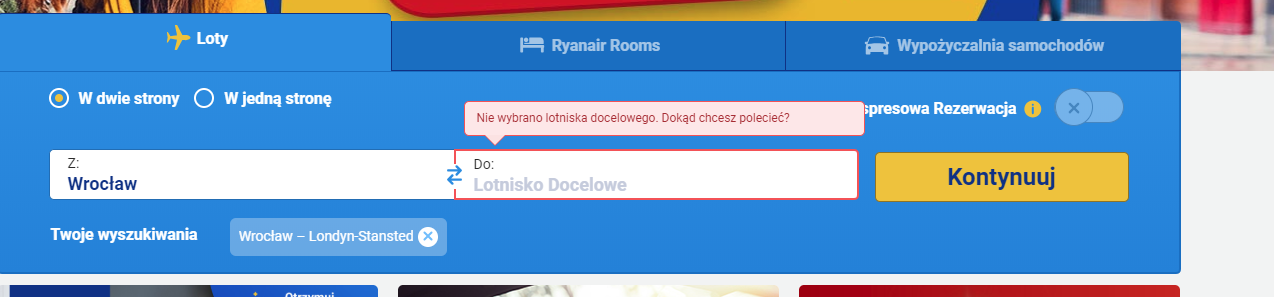 Loty
Ryanair Rooms
Wypożyczalnia samochodów
W dwie strony
W jedną stronę
Nie wybrano lotniska docelowego. Dokąd chcesz polecieć?
spresowa Rezerwacja
Z:
Wrocław
Do:
Lotnisko Docelowe
Kontynuuj
Twoje wyszukiwania
Wrocław – Londyn-Stansted
Otrzymuj